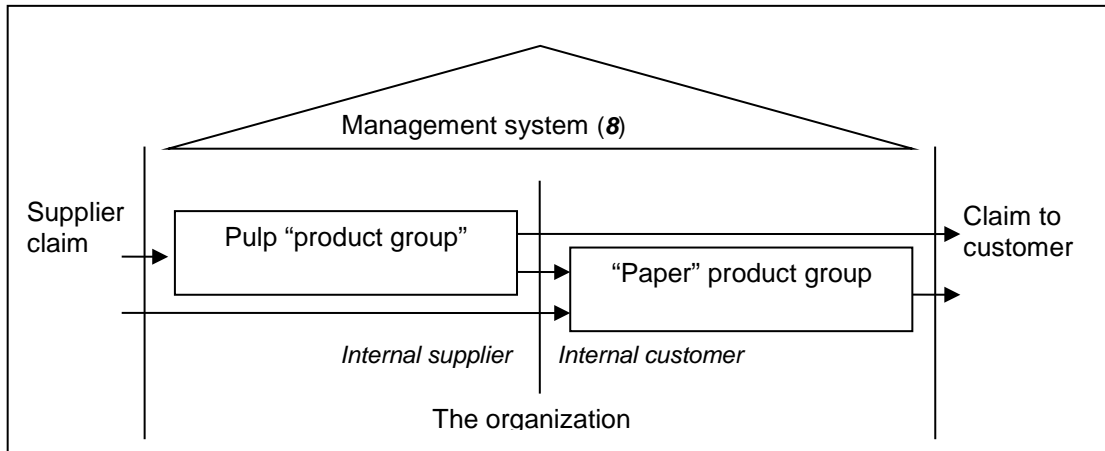 Management system (8)
Supplier
claim
Pulp “product group”
Claim to
customer
“Paper” product group
Internal supplier
Internal customer
The organization